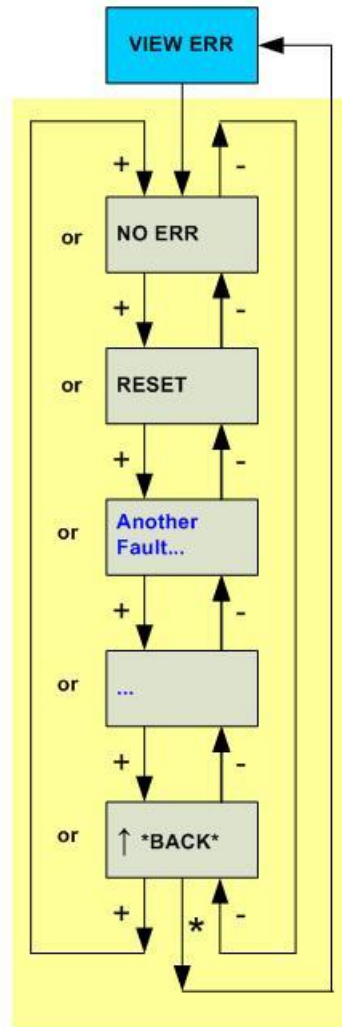 VIEW ERR
+ -
or NO ERR
+ -
or RESET
+ -
or Another
Fault...
+ -
or ...
+ -
or ↑ *BACK*
+ * -